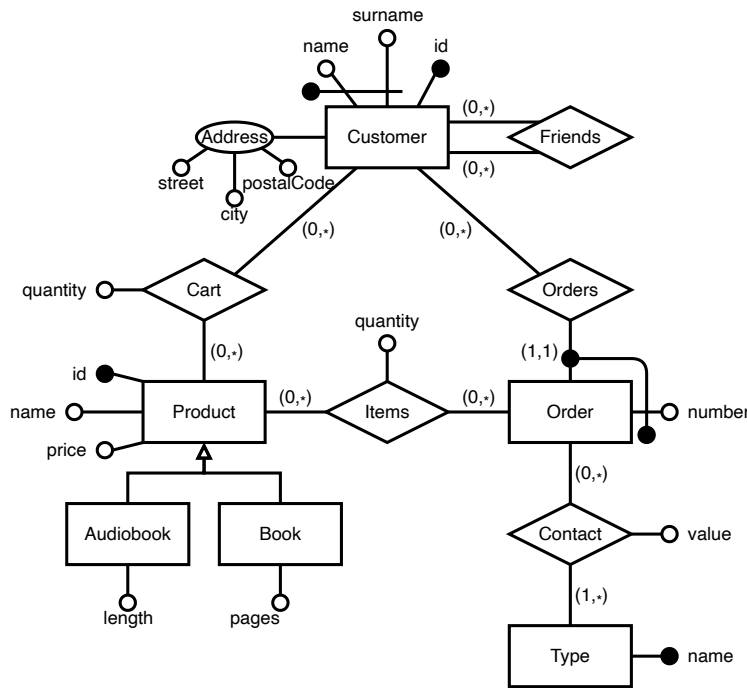 surname
name
id
(0,*)
Address
Customer
Friends
(0,*)
street
postalCode
city
(0,*)
(0,*)
quantity
Cart
Orders
quantity
(0,*)
(1,1)
id
(0,*)
(0,*)
name
Product
Items
Order
number
price
(0,*)
Audiobook
Book
Contact
value
(1,*)
length
pages
Type
name